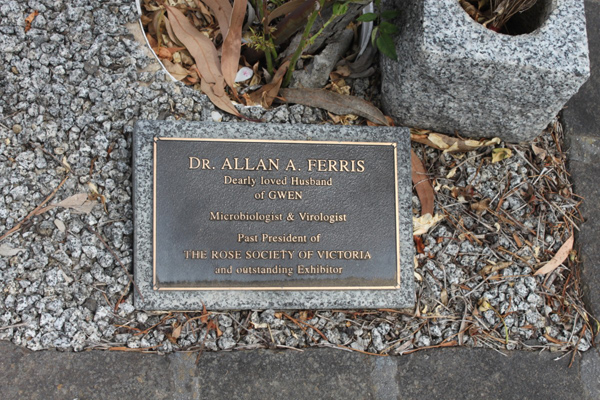 DR. ALLAN A. FERRIS
Dearly loved Husband
of GWEN
Microbiologist & Virologist
Past President of
THE ROSE SOCIETY OF VICTORIA
and outstanding Exhibitor